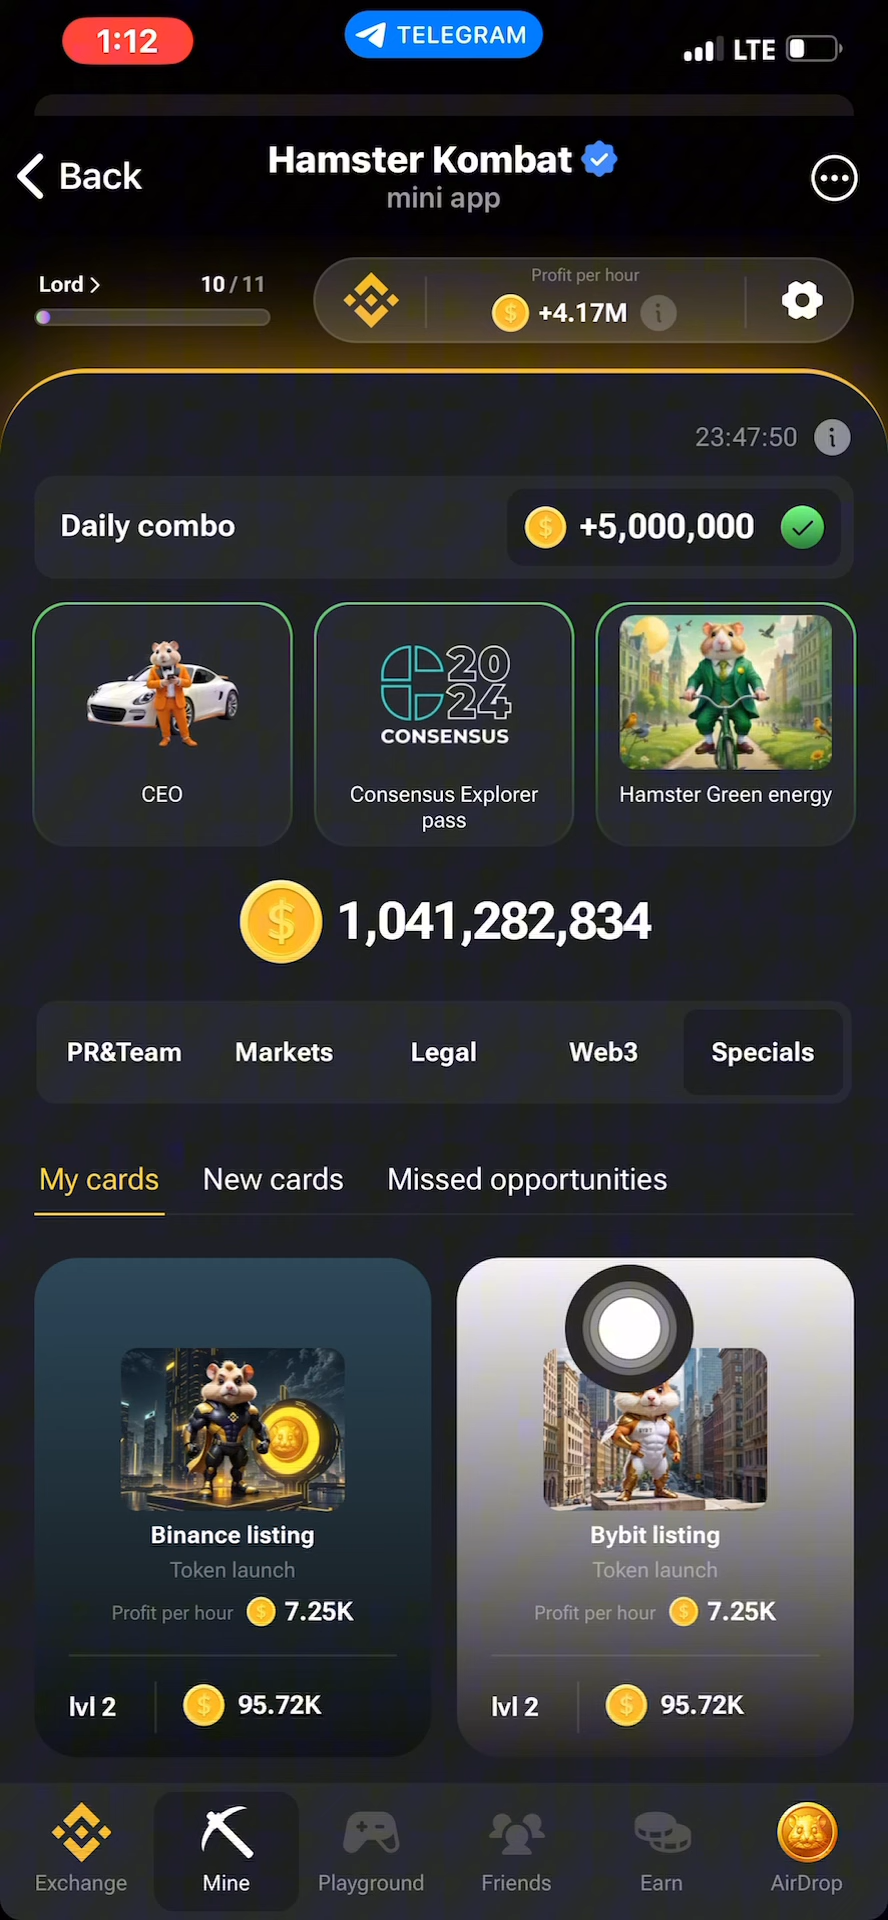 1:12
TELEGRAM
LTE
Back
Hamster Kombat
mini app
Lord >
10 / 11
Profit per hour
$ +4.17M i
23:47:50 i
Daily combo
$ +5,000,000
20
24
CONSENSUS
CEO
Consensus Explorer
pass
Hamster Green energy
$ 1,041,282,834
PR&Team
Markets
Legal
Web3
Specials
My cards
New cards
Missed opportunities
Binance listing
Token launch
Profit per hour $ 7.25K
lvl 2
$ 95.72K
Bybit listing
Token launch
Profit per hour $ 7.25K
lvl 2
$ 95.72K
Exchange
Mine
Playground
Friends
Earn
AirDrop